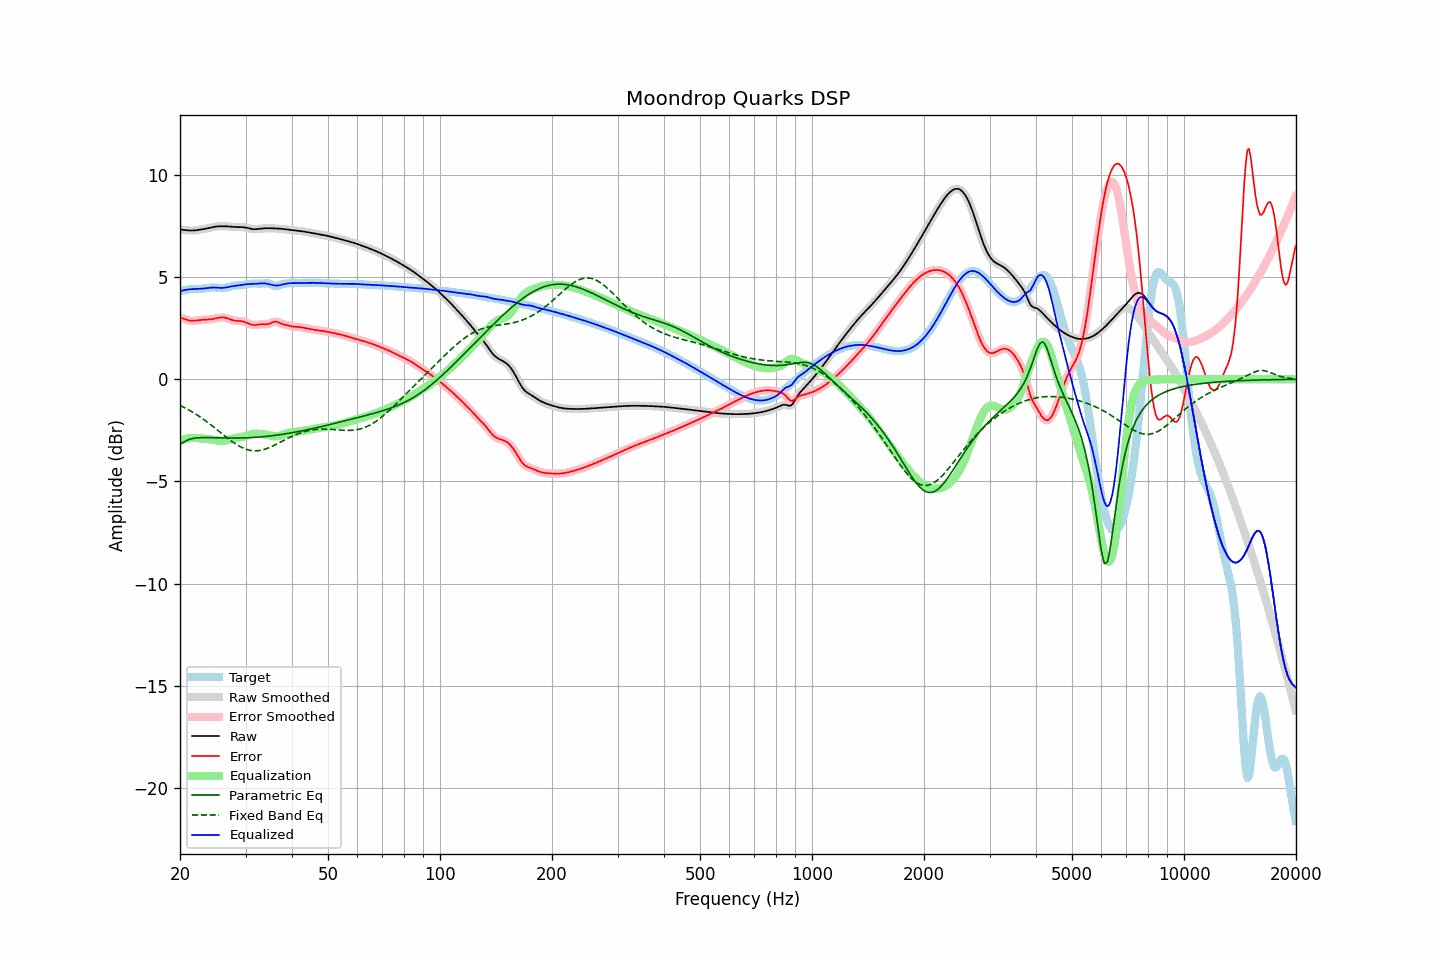 Moondrop Quarks DSP
Amplitude (dBr)
10
5
0
−5
−10
−15
−20
Target
Raw Smoothed
Error Smoothed
Raw
Error
Equalization
Parametric Eq
Fixed Band Eq
Equalized
20 50 100 200 500 1000 2000 5000 10000 20000
Frequency (Hz)